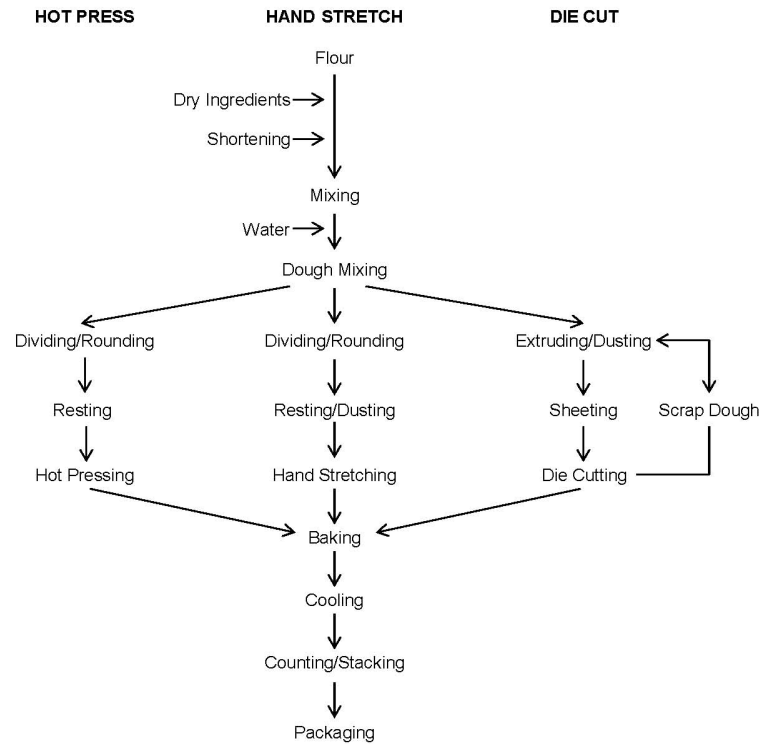 HOT PRESS HAND STRETCH DIE CUT
Flour
Dry Ingredients
Shortening
Mixing
Water
Dough Mixing
Dividing/Rounding Dividing/Rounding Extruding/Dusting
Resting Resting/Dusting Sheeting Scrap Dough
Hot Pressing Hand Stretching Die Cutting
Baking
Cooling
Counting/Stacking
Packaging